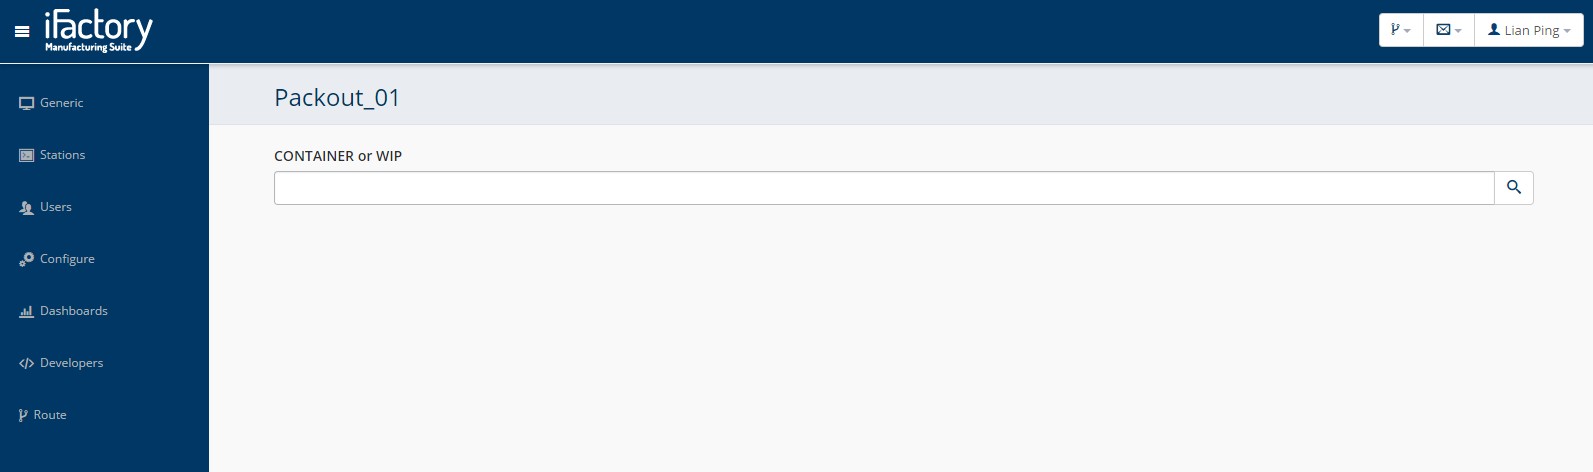 iFactory
Manufacturing Suite
Lian Ping
Generic
Stations
Users
Configure
Dashboards
Developers
Route
Packout_01
CONTAINER or WIP